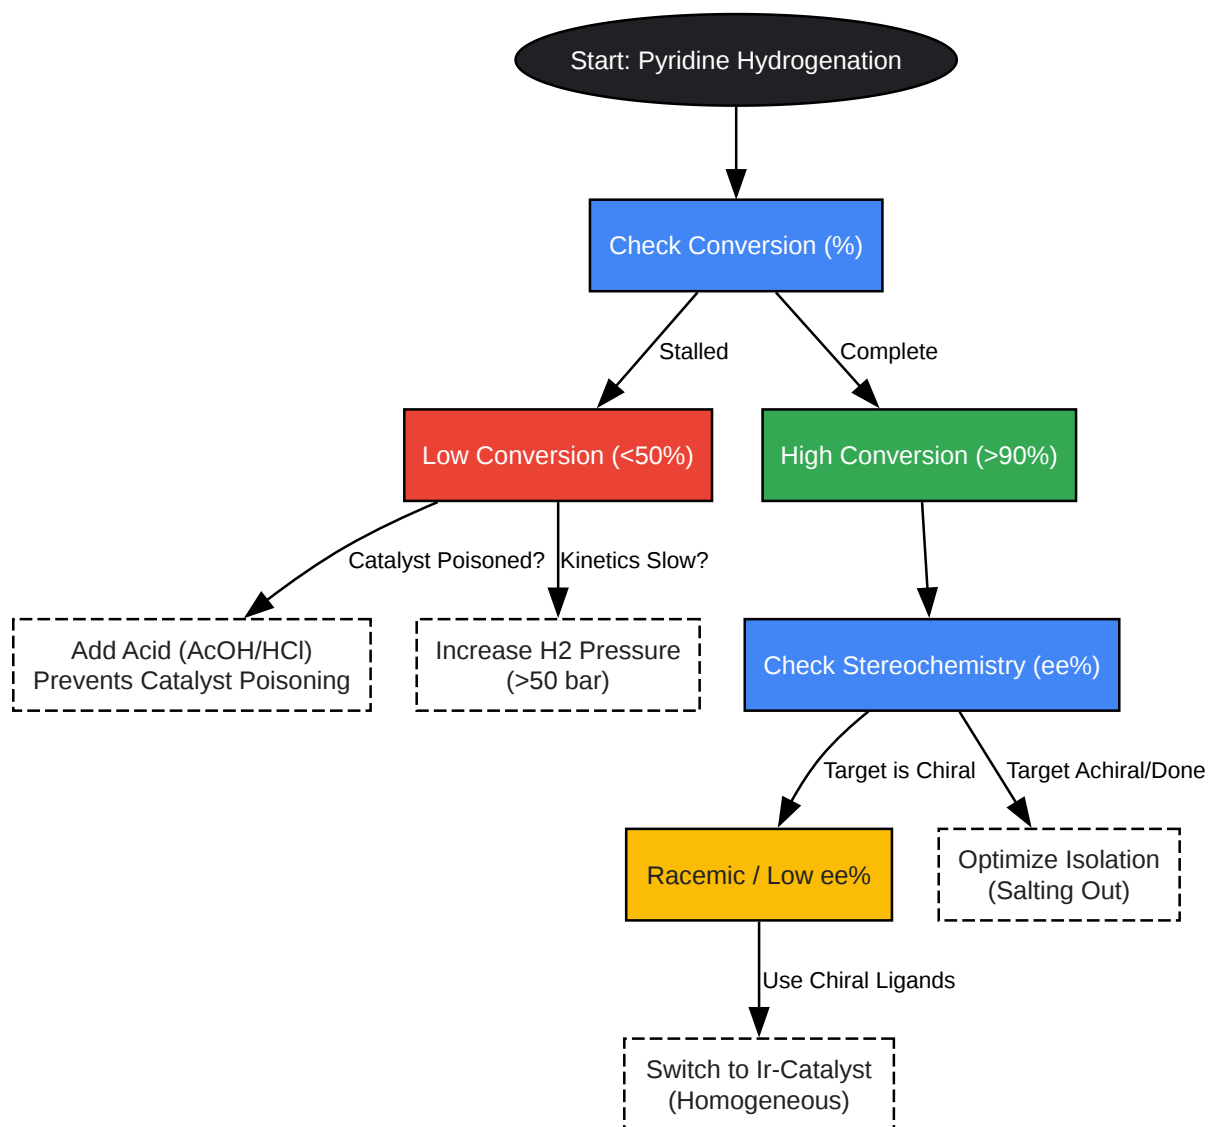 Start: Pyridine Hydrogenation
Check Conversion (%)
Stalled
Complete
Low Conversion (<50%)
High Conversion (>90%)
Catalyst Poisoned?
Kinetics Slow?
Add Acid (AcOH/HCl)
Prevents Catalyst Poisoning
Increase H2 Pressure
(>50 bar)
Check Stereochemistry (ee%)
Target is Chiral
Target Achiral/Done
Racemic / Low ee%
Optimize Isolation
(Salting Out)
Use Chiral Ligands
Switch to Ir-Catalyst
(Homogeneous)